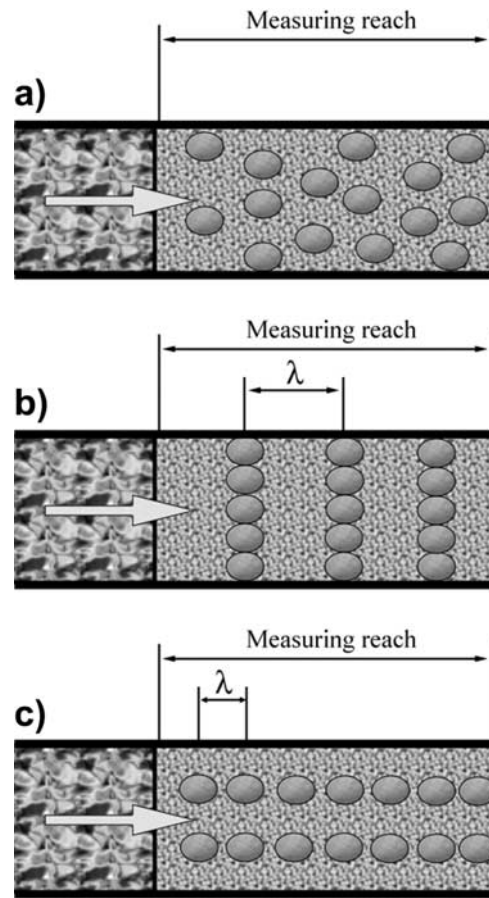 Measuring reach
a)
Measuring reach
λ
b)
Measuring reach
λ
c)